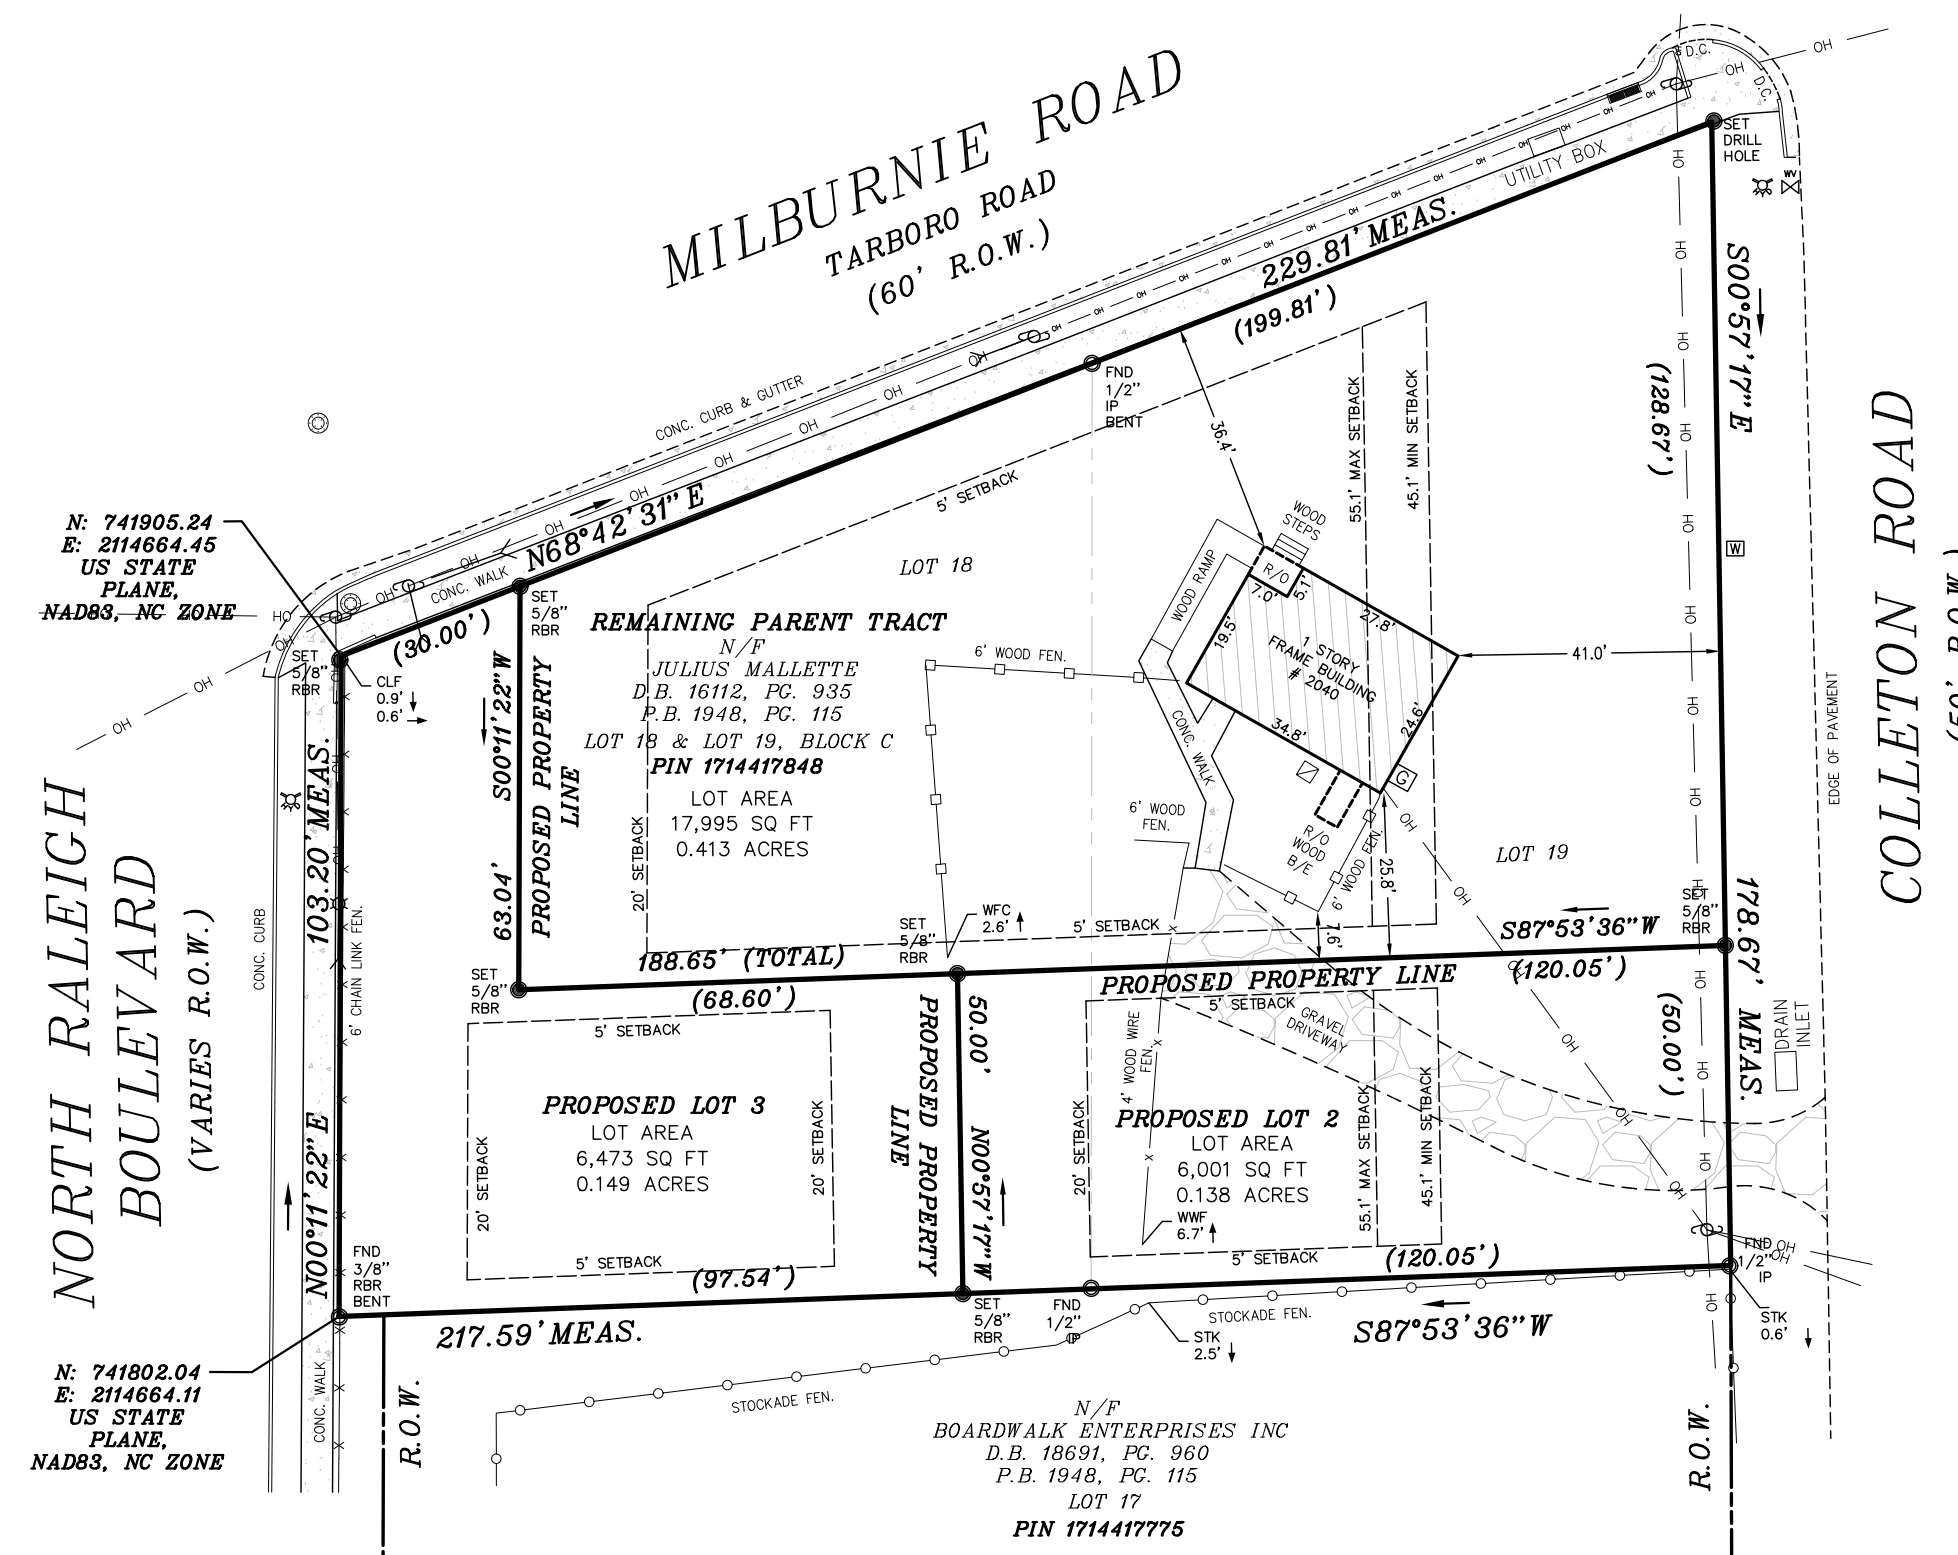 MILBURNIE ROAD
TARBORO ROAD
(60' R.O.W.)
D.C.
D.C.
OH
OH
SET
DRILL
HOLE
WV
UTILITY BOX
229.81' MEAS.
(199.81')
CONC. CURB & GUTTER
FND
1/2"
IP
BENT
36.4'
5' SETBACK
55.1' MAX SETBACK
45.1' MIN SETBACK
(128.67')
S00°57'17" E
COLLETON ROAD
N: 741905.24
E: 2114664.45
US STATE
PLANE,
NAD83, NC ZONE
N68°42'31" E
CONC. WALK
(30.00')
SET
5/8"
RBR
SET
5/8"
RBR
CLF
0.9'
0.6'
LOT 18
REMAINING PARENT TRACT
N/F
JULIUS MALLETTE
D.B. 16112, PG. 935
P.B. 1948, PG. 115
LOT 18 & LOT 19, BLOCK C
PIN 1714417848
LOT AREA
17,995 SQ FT
0.413 ACRES
S00°11'22" W
63.04'
PROPOSED PROPERTY
LINE
20' SETBACK
6' WOOD FEN.
WOOD
STEPS
WOOD RAMP
R/O
7.0'
5.1'
27.8'
19.5'
1 STORY
FRAME BUILDING
# 2040
34.8'
24.6'
G
W
41.0'
CONC. WALK
6' WOOD
FEN.
R/O
WOOD
B/E
6' WOOD FEN.
25.8'
7.6'
LOT 19
EDGE OF PAVEMENT
NORTH RALEIGH
BOULEVARD
(VARIES R.O.W.)
CONC. CURB
103.20' MEAS.
N00°11'22" E
6' CHAIN LINK FEN.
SET
5/8"
RBR
188.65' (TOTAL)
(68.60')
SET
5/8"
RBR
WFC
2.6'
5' SETBACK
S87°53'36" W
(120.05')
SET
5/8"
RBR
178.67' MEAS.
(50.00')
PROPOSED PROPERTY LINE
5' SETBACK
GRAVEL
DRIVEWAY
DRAIN
INLET
5' SETBACK
20' SETBACK
20' SETBACK
5' SETBACK
PROPOSED LOT 3
LOT AREA
6,473 SQ FT
0.149 ACRES
50.00'
N00°57'17" W
PROPOSED PROPERTY
LINE
4' WOOD WIRE
FEN.
PROPOSED LOT 2
LOT AREA
6,001 SQ FT
0.138 ACRES
20' SETBACK
55.1' MAX SETBACK
45.1' MIN SETBACK
WWF
6.7'
5' SETBACK
(120.05')
FND
1/2"
IP
OH
OH
FND
3/8"
RBR
BENT
(97.54')
217.59' MEAS.
SET
5/8"
RBR
FND
1/2"
IP
STOCKADE FEN.
STK
2.5'
S87°53'36" W
STK
0.6'
N: 741802.04
E: 2114664.11
US STATE
PLANE,
NAD83, NC ZONE
CONC. WALK
R.O.W.
STOCKADE FEN.
N/F
BOARDWALK ENTERPRISES INC
D.B. 18691, PG. 960
P.B. 1948, PG. 115
LOT 17
PIN 1714417775
R.O.W.